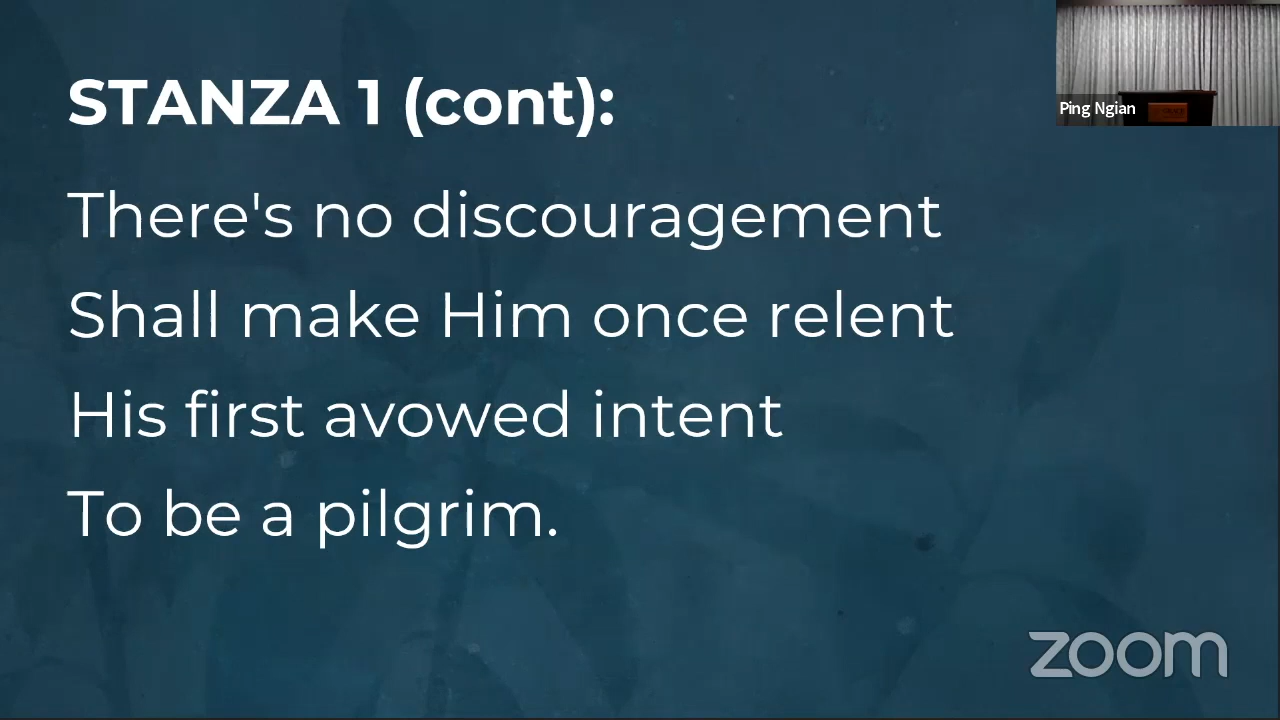 STANZA 1 (cont):
There's no discouragement
Shall make Him once relent
His first avowed intent
To be a pilgrim.
Ping Ngian
zoom